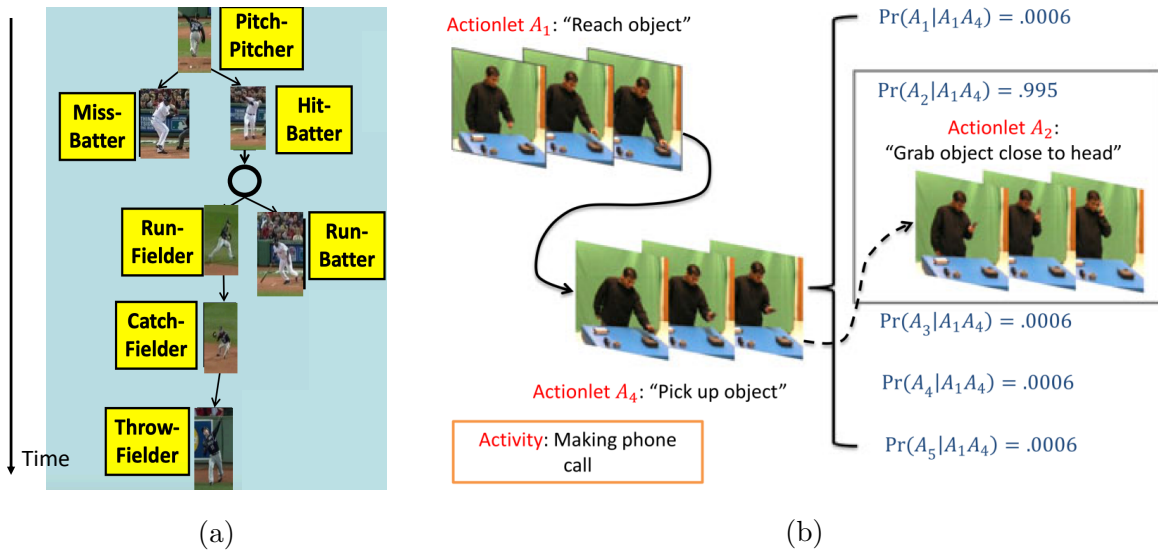 Pitch-
Pitcher
Miss-
Batter
Hit-
Batter
Run-
Fielder
Run-
Batter
Catch-
Fielder
Throw-
Fielder
Time
(a)
Actionlet A₁: “Reach object”
Actionlet A₄: “Pick up object”
Activity: Making phone
call
Pr(A₁|A₁A₄) = .0006
Pr(A₂|A₁A₄) = .995
Actionlet A₂:
“Grab object close to head”
Pr(A₃|A₁A₄) = .0006
Pr(A₄|A₁A₄) = .0006
Pr(A₅|A₁A₄) = .0006
(b)